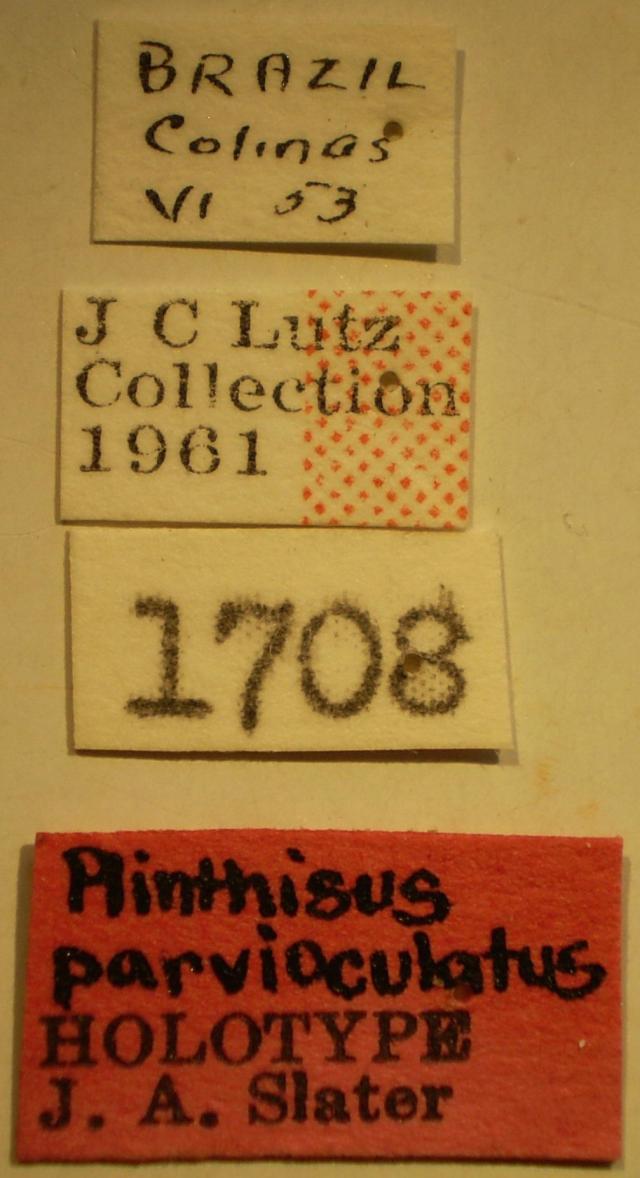 BRAZIL
Colinas
VI 53
J C Lutz
Collection
1961
1708
Plinthisus
parvioculatus
HOLOTYPE
J. A. Slater